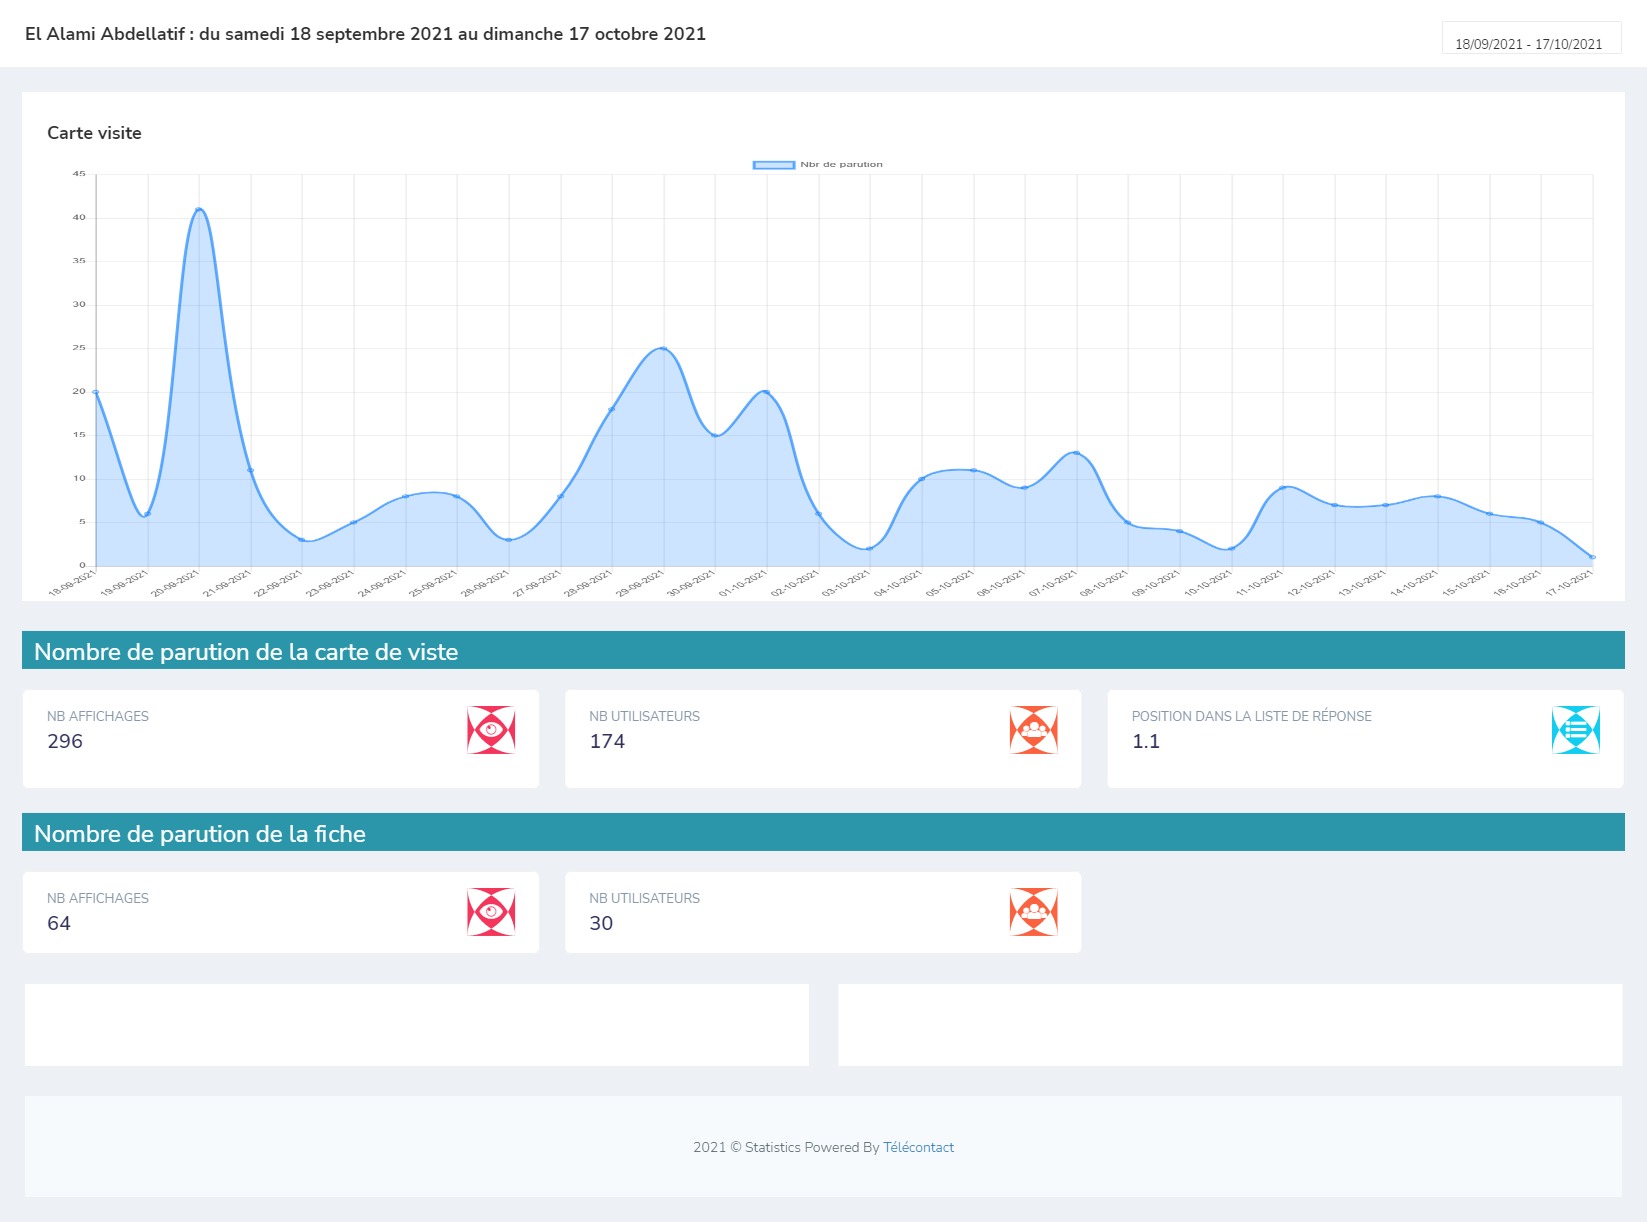 El Alami Abdellatif : du samedi 18 septembre 2021 au dimanche 17 octobre 2021
18/09/2021 - 17/10/2021
Carte visite
Nbr de parution
45
40
35
30
25
20
15
10
5
0
18-09-2021 19-09-2021 20-09-2021 21-09-2021 22-09-2021 23-09-2021 24-09-2021 25-09-2021 26-09-2021 27-09-2021 28-09-2021 29-09-2021 30-09-2021 01-10-2021 02-10-2021 03-10-2021 04-10-2021 05-10-2021 06-10-2021 07-10-2021 08-10-2021 09-10-2021 10-10-2021 11-10-2021 12-10-2021 13-10-2021 14-10-2021 15-10-2021 16-10-2021 17-10-2021
Nombre de parution de la carte de viste
NB AFFICHAGES
296
NB UTILISATEURS
174
POSITION DANS LA LISTE DE RÉPONSE
1.1
Nombre de parution de la fiche
NB AFFICHAGES
64
NB UTILISATEURS
30
2021 © Statistics Powered By Télécontact